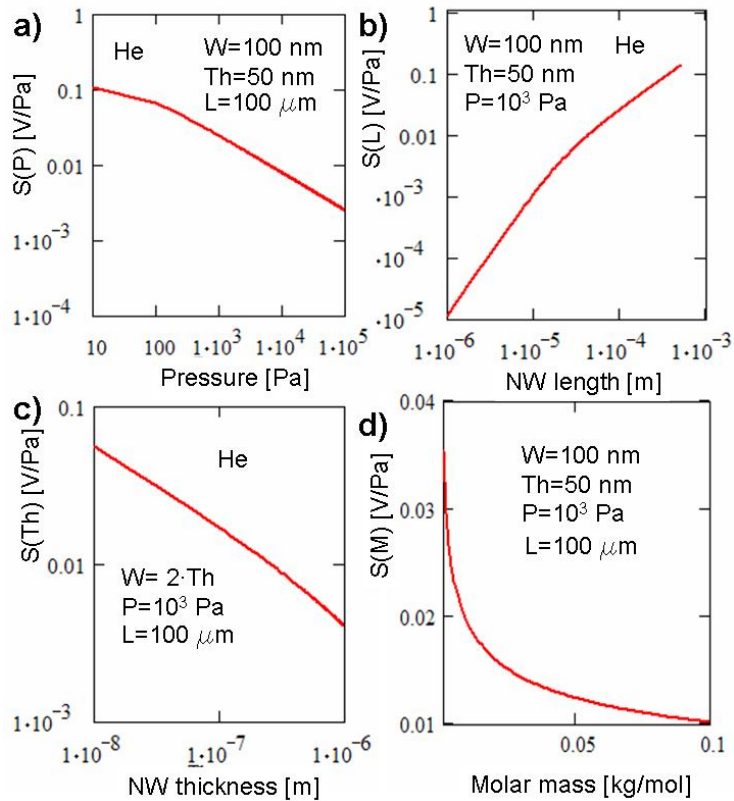 a)
He
W=100 nm
Th=50 nm
L=100 μm
S(P) [V/Pa]
1
0.1
0.01
1·10⁻³
1·10⁻⁴
10 100 1·10³ 1·10⁴ 1·10⁵
Pressure [Pa]
b)
W=100 nm He
Th=50 nm
P=10³ Pa
S(L) [V/Pa]
1
0.1
0.01
·10⁻³
·10⁻⁴
·10⁻⁵
1·10⁻⁶ 1·10⁻⁵ 1·10⁻⁴ 1·10⁻³
NW length [m]
c)
He
W= 2·Th
P=10³ Pa
L=100 μm
S(Th) [V/Pa]
0.1
0.01
1·10⁻³
1·10⁻⁸ 1·10⁻⁷ 1·10⁻⁶
NW thickness [m]
d)
W=100 nm
Th=50 nm
P=10³ Pa
L=100 μm
S(M) [V/Pa]
0.04
0.03
0.02
0.01
0.05 0.1
Molar mass [kg/mol]